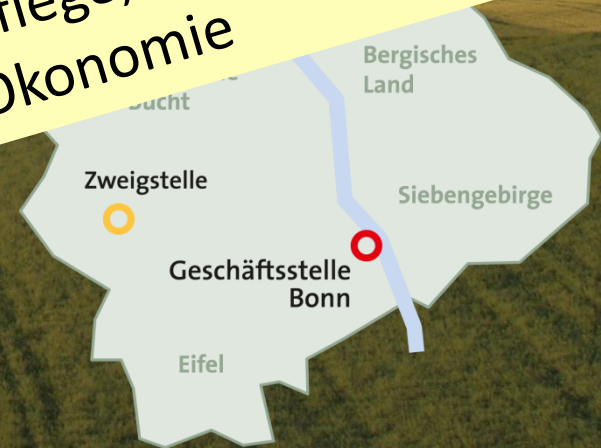 Ökonomie
Bergisches
Land
Bucht
Zweigstelle
Siebengebirge
Geschäftsstelle
Bonn
Eifel